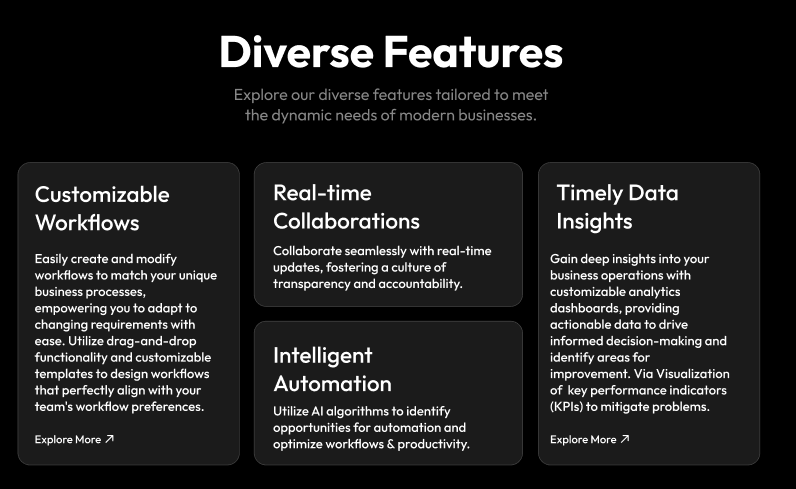 Diverse Features
Explore our diverse features tailored to meet
the dynamic needs of modern businesses.
Customizable
Workflows
Easily create and modify
workflows to match your unique
business processes,
empowering you to adapt to
changing requirements with
ease. Utilize drag-and-drop
functionality and customizable
templates to design workflows
that perfectly align with your
team's workflow preferences.
Explore More ↗
Real-time
Collaborations
Collaborate seamlessly with real-time
updates, fostering a culture of
transparency and accountability.
Intelligent
Automation
Utilize AI algorithms to identify
opportunities for automation and
optimize workflows & productivity.
Timely Data
Insights
Gain deep insights into your
business operations with
customizable analytics
dashboards, providing
actionable data to drive
informed decision-making and
identify areas for
improvement. Via Visualization
of key performance indicators
(KPIs) to mitigate problems.
Explore More ↗